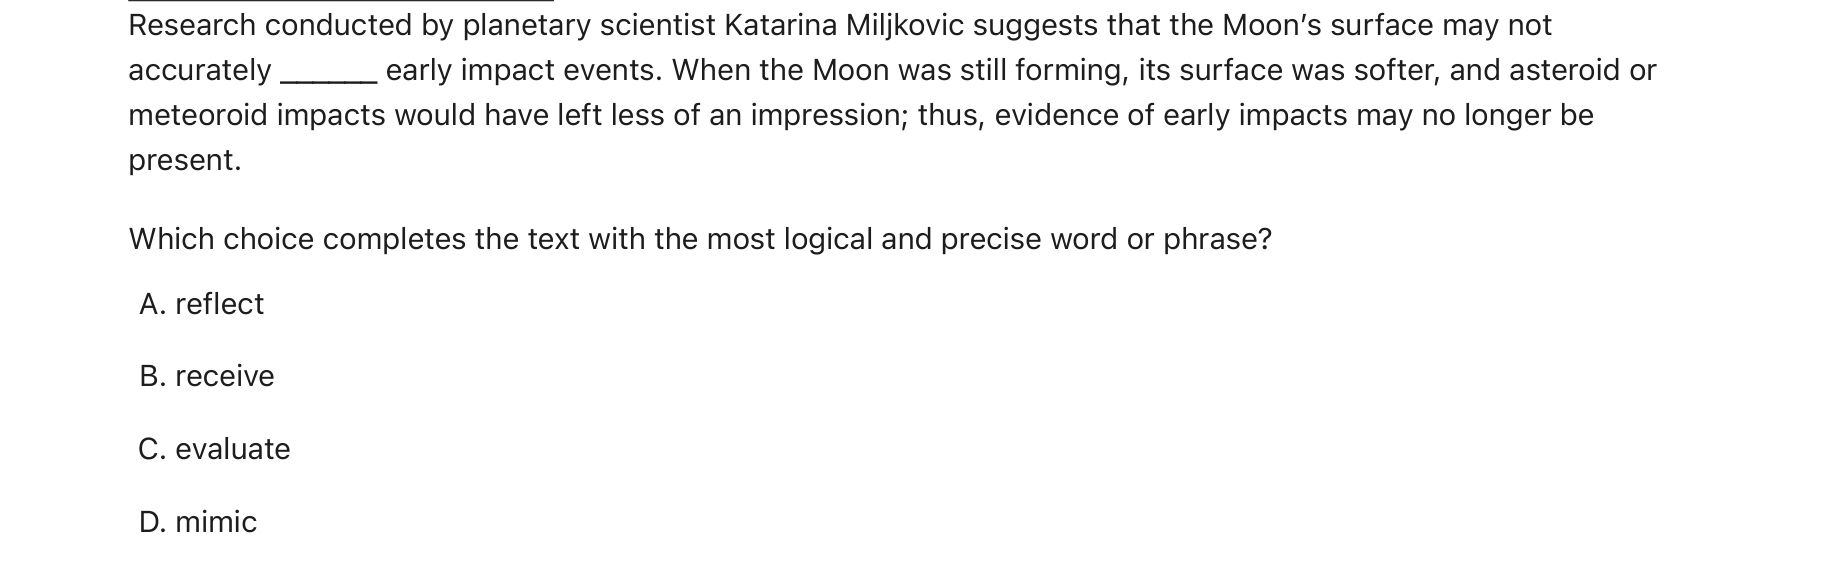 Research conducted by planetary scientist Katarina Miljkovic suggests that the Moon’s surface may not
accurately ______ early impact events. When the Moon was still forming, its surface was softer, and asteroid or
meteoroid impacts would have left less of an impression; thus, evidence of early impacts may no longer be
present.
Which choice completes the text with the most logical and precise word or phrase?
A. reflect
B. receive
C. evaluate
D. mimic